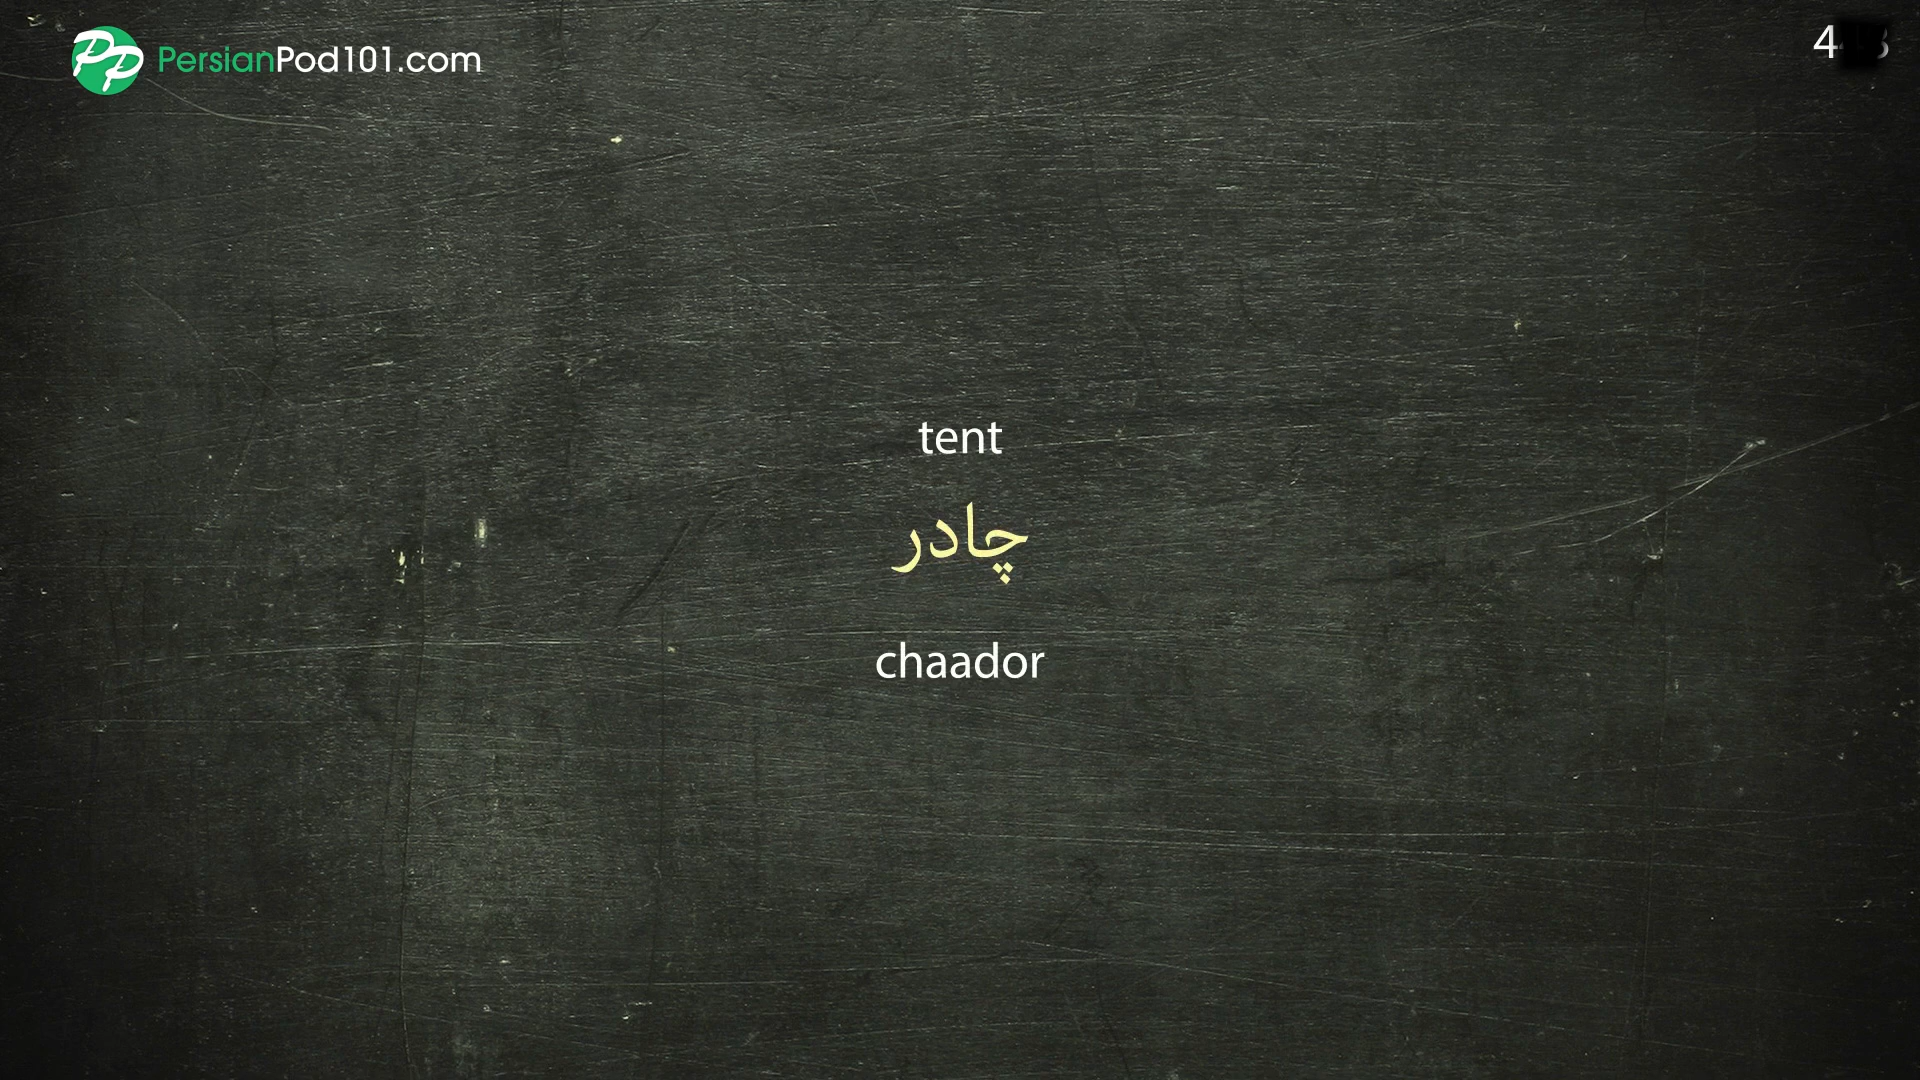 PersianPod101.com
tent
چادر
chaador